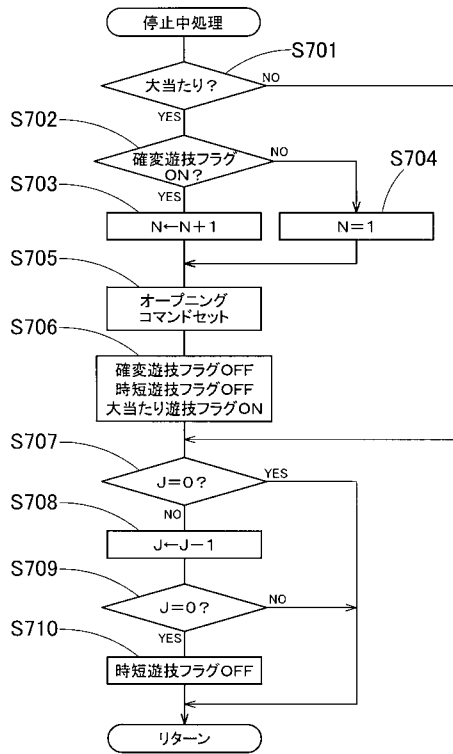 停止中処理
S701
大当たり?
NO
YES
S702
確変遊技フラグ
ON?
NO
YES
S703
N←N+1
S704
N=1
S705
オープニング
コマンドセット
S706
確変遊技フラグOFF
時短遊技フラグOFF
大当たり遊技フラグON
S707
J=0?
YES
NO
S708
J←J-1
S709
J=0?
NO
YES
S710
時短遊技フラグOFF
リターン